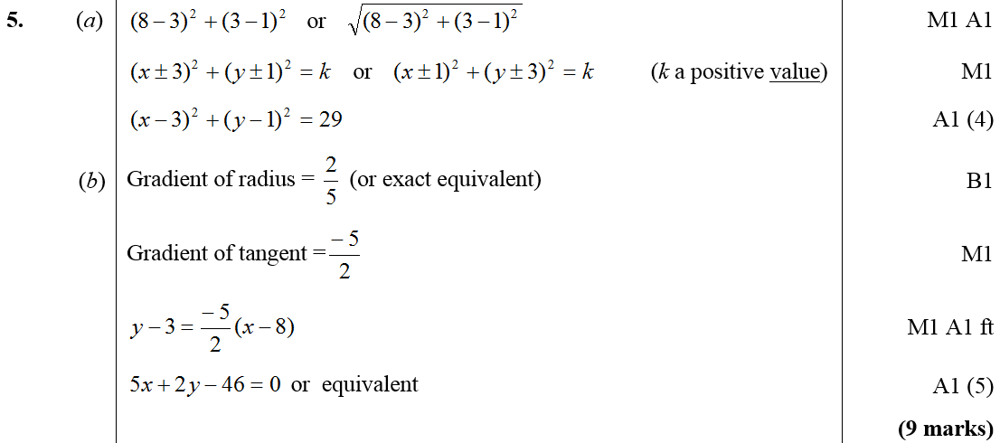 5. (a) (8 − 3)² + (3 − 1)² or √((8 − 3)² + (3 − 1)²) M1 A1
(x ± 3)² + (y ± 1)² = k or (x ± 1)² + (y ± 3)² = k (k a positive value) M1
(x − 3)² + (y − 1)² = 29 A1 (4)
(b) Gradient of radius = 2/5 (or exact equivalent) B1
Gradient of tangent = −5/2 M1
y − 3 = −5/2 (x − 8) M1 A1 ft
5x + 2y − 46 = 0 or equivalent A1 (5)
(9 marks)